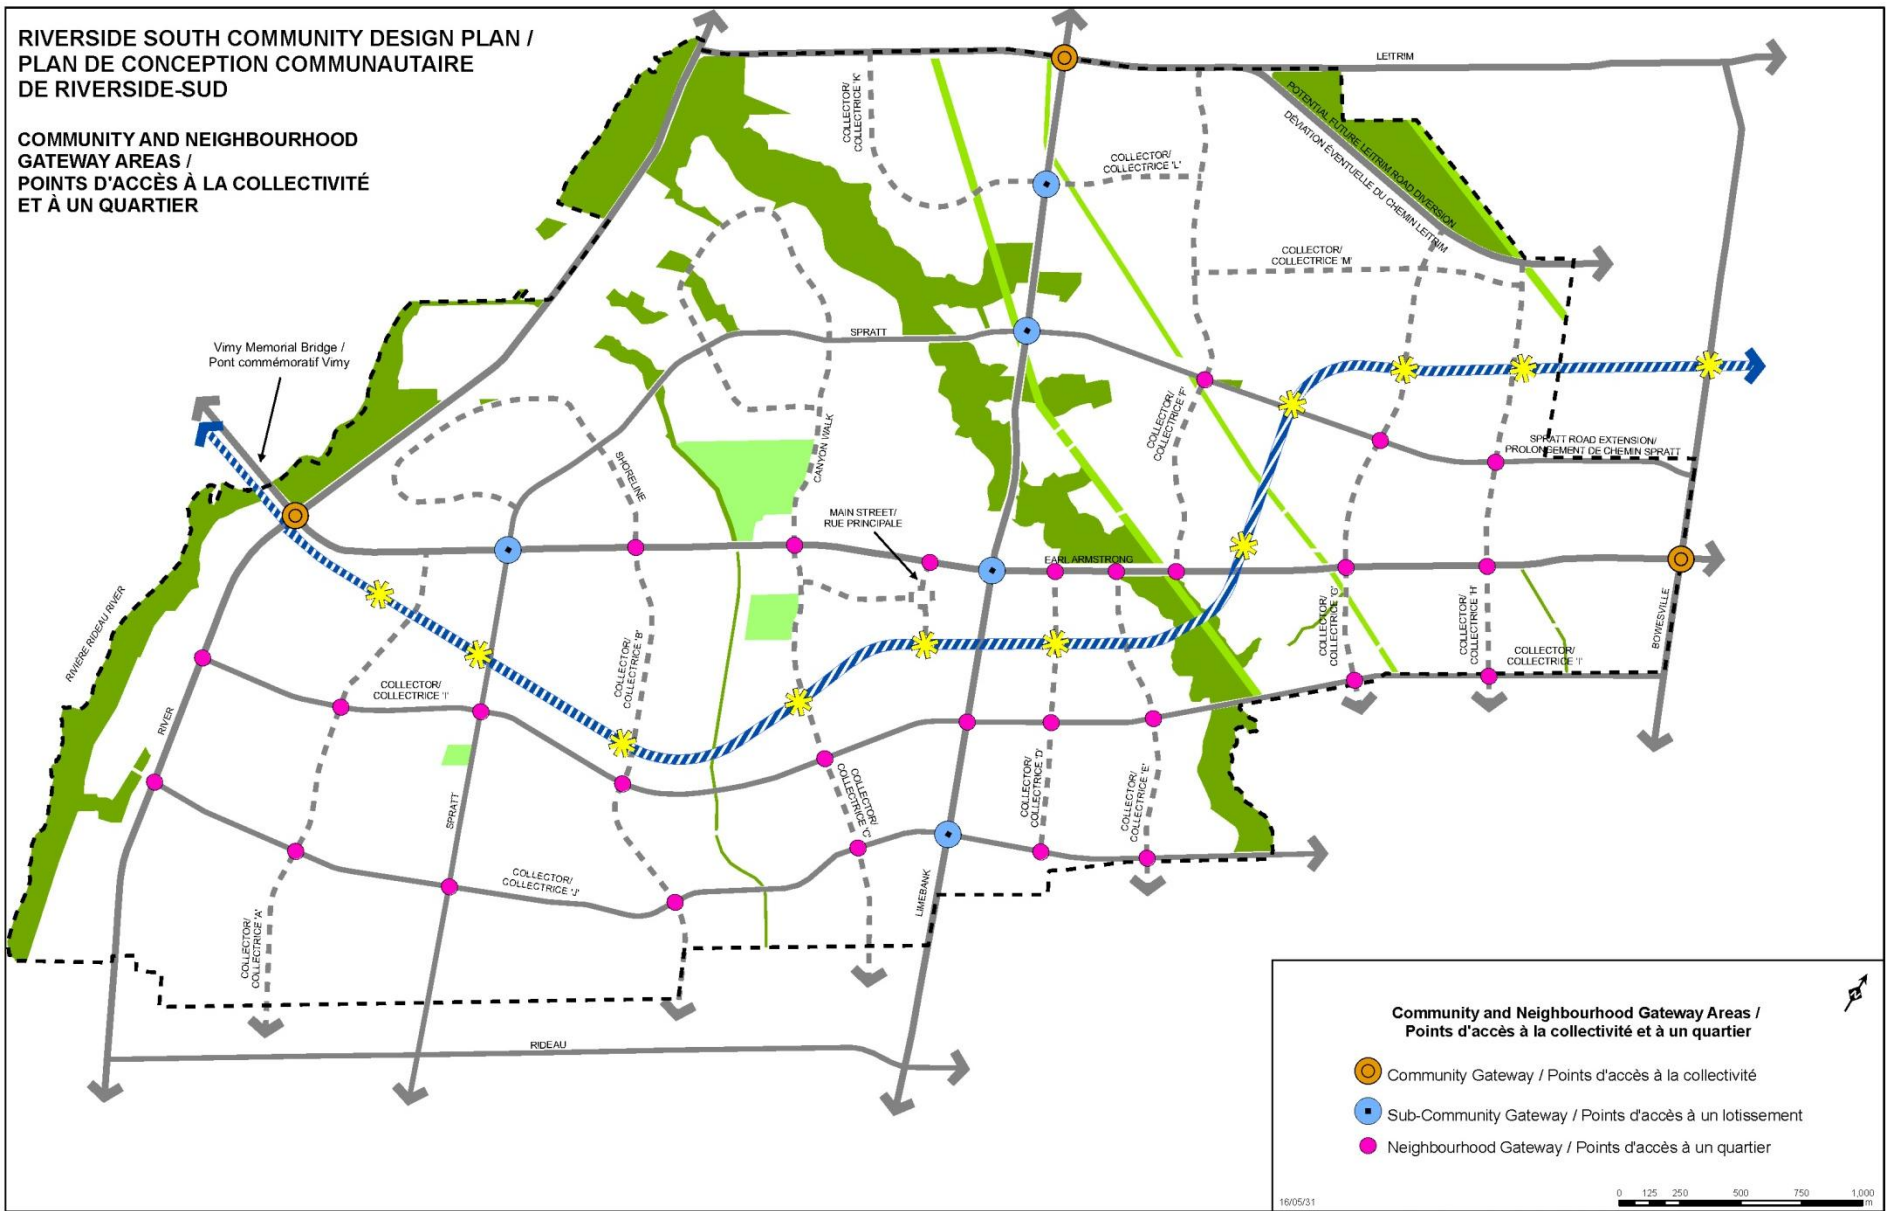 RIVERSIDE SOUTH COMMUNITY DESIGN PLAN /
PLAN DE CONCEPTION COMMUNAUTAIRE
DE RIVERSIDE-SUD
COMMUNITY AND NEIGHBOURHOOD
GATEWAY AREAS /
POINTS D'ACCÈS À LA COLLECTIVITÉ
ET À UN QUARTIER
LEITRIM
COLLECTOR/
COLLECTRICE 'K'
POTENTIAL FUTURE LEITRIM ROAD DIVERSION
DÉVIATION ÉVENTUELLE DU CHEMIN LEITRIM
COLLECTOR/
COLLECTRICE 'L'
COLLECTOR/
COLLECTRICE 'M'
SPRATT
Vimy Memorial Bridge /
Pont commémoratif Vimy
COLLECTOR/
COLLECTRICE 'F'
CANYON WALK
SHORELINE
SPRATT ROAD EXTENSION/
PROLONGEMENT DE CHEMIN SPRATT
MAIN STREET/
RUE PRINCIPALE
EARL ARMSTRONG
RIVIÈRE RIDEAU RIVER
COLLECTOR/
COLLECTRICE 'B'
COLLECTOR/
COLLECTRICE 'G'
COLLECTOR/
COLLECTRICE 'H'
BOWESVILLE
COLLECTOR/
COLLECTRICE 'I'
COLLECTOR/
COLLECTRICE 'I'
RIVER
COLLECTOR/
COLLECTRICE 'D'
COLLECTOR/
COLLECTRICE 'E'
COLLECTOR/
COLLECTRICE 'C'
SPRATT
COLLECTOR/
COLLECTRICE 'J'
LIMEBANK
COLLECTOR/
COLLECTRICE 'A'
RIDEAU
Z
Community and Neighbourhood Gateway Areas /
Points d'accès à la collectivité et à un quartier
Community Gateway / Points d'accès à la collectivité
Sub-Community Gateway / Points d'accès à un lotissement
Neighbourhood Gateway / Points d'accès à un quartier
16/05/31
0 125 250 500 750 1,000
m